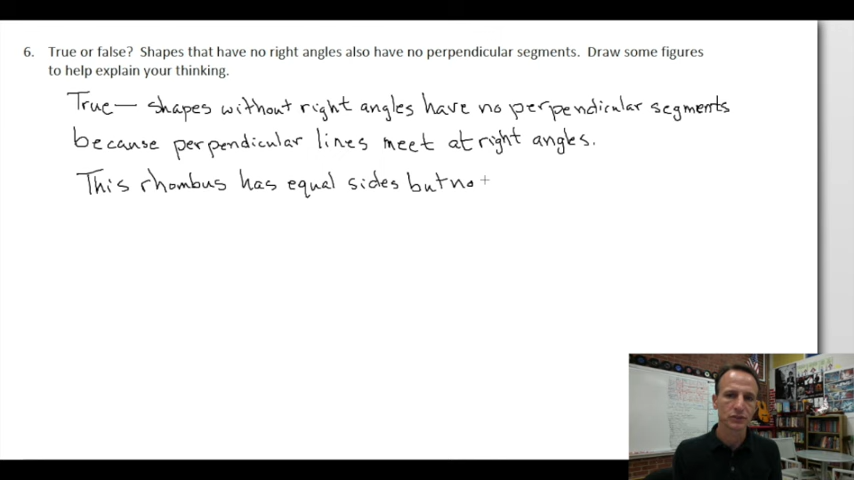 6. True or false? Shapes that have no right angles also have no perpendicular segments. Draw some figures
to help explain your thinking.
True— shapes without right angles have no perpendicular segments
because perpendicular lines meet at right angles.
This rhombus has equal sides but no